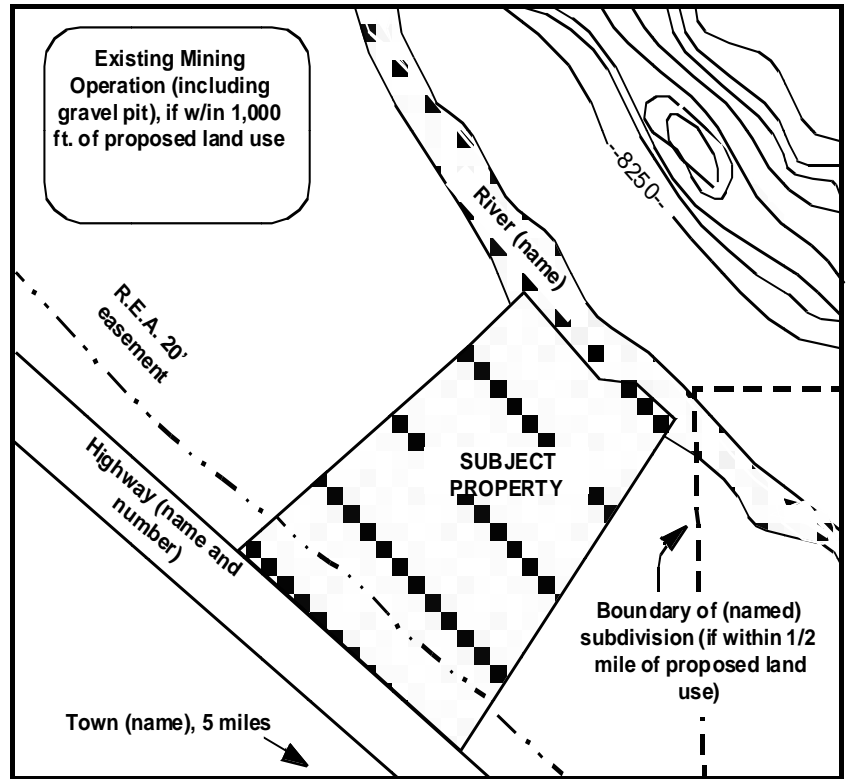 Existing Mining
Operation (including
gravel pit), if w/in 1,000
ft. of proposed land use
--8250-
River (name)
R.E.A. 20'
easement
Highway (name and
number)
SUBJECT
PROPERTY
Boundary of (named)
subdivision (if within 1/2
mile of proposed land
use)
Town (name), 5 miles